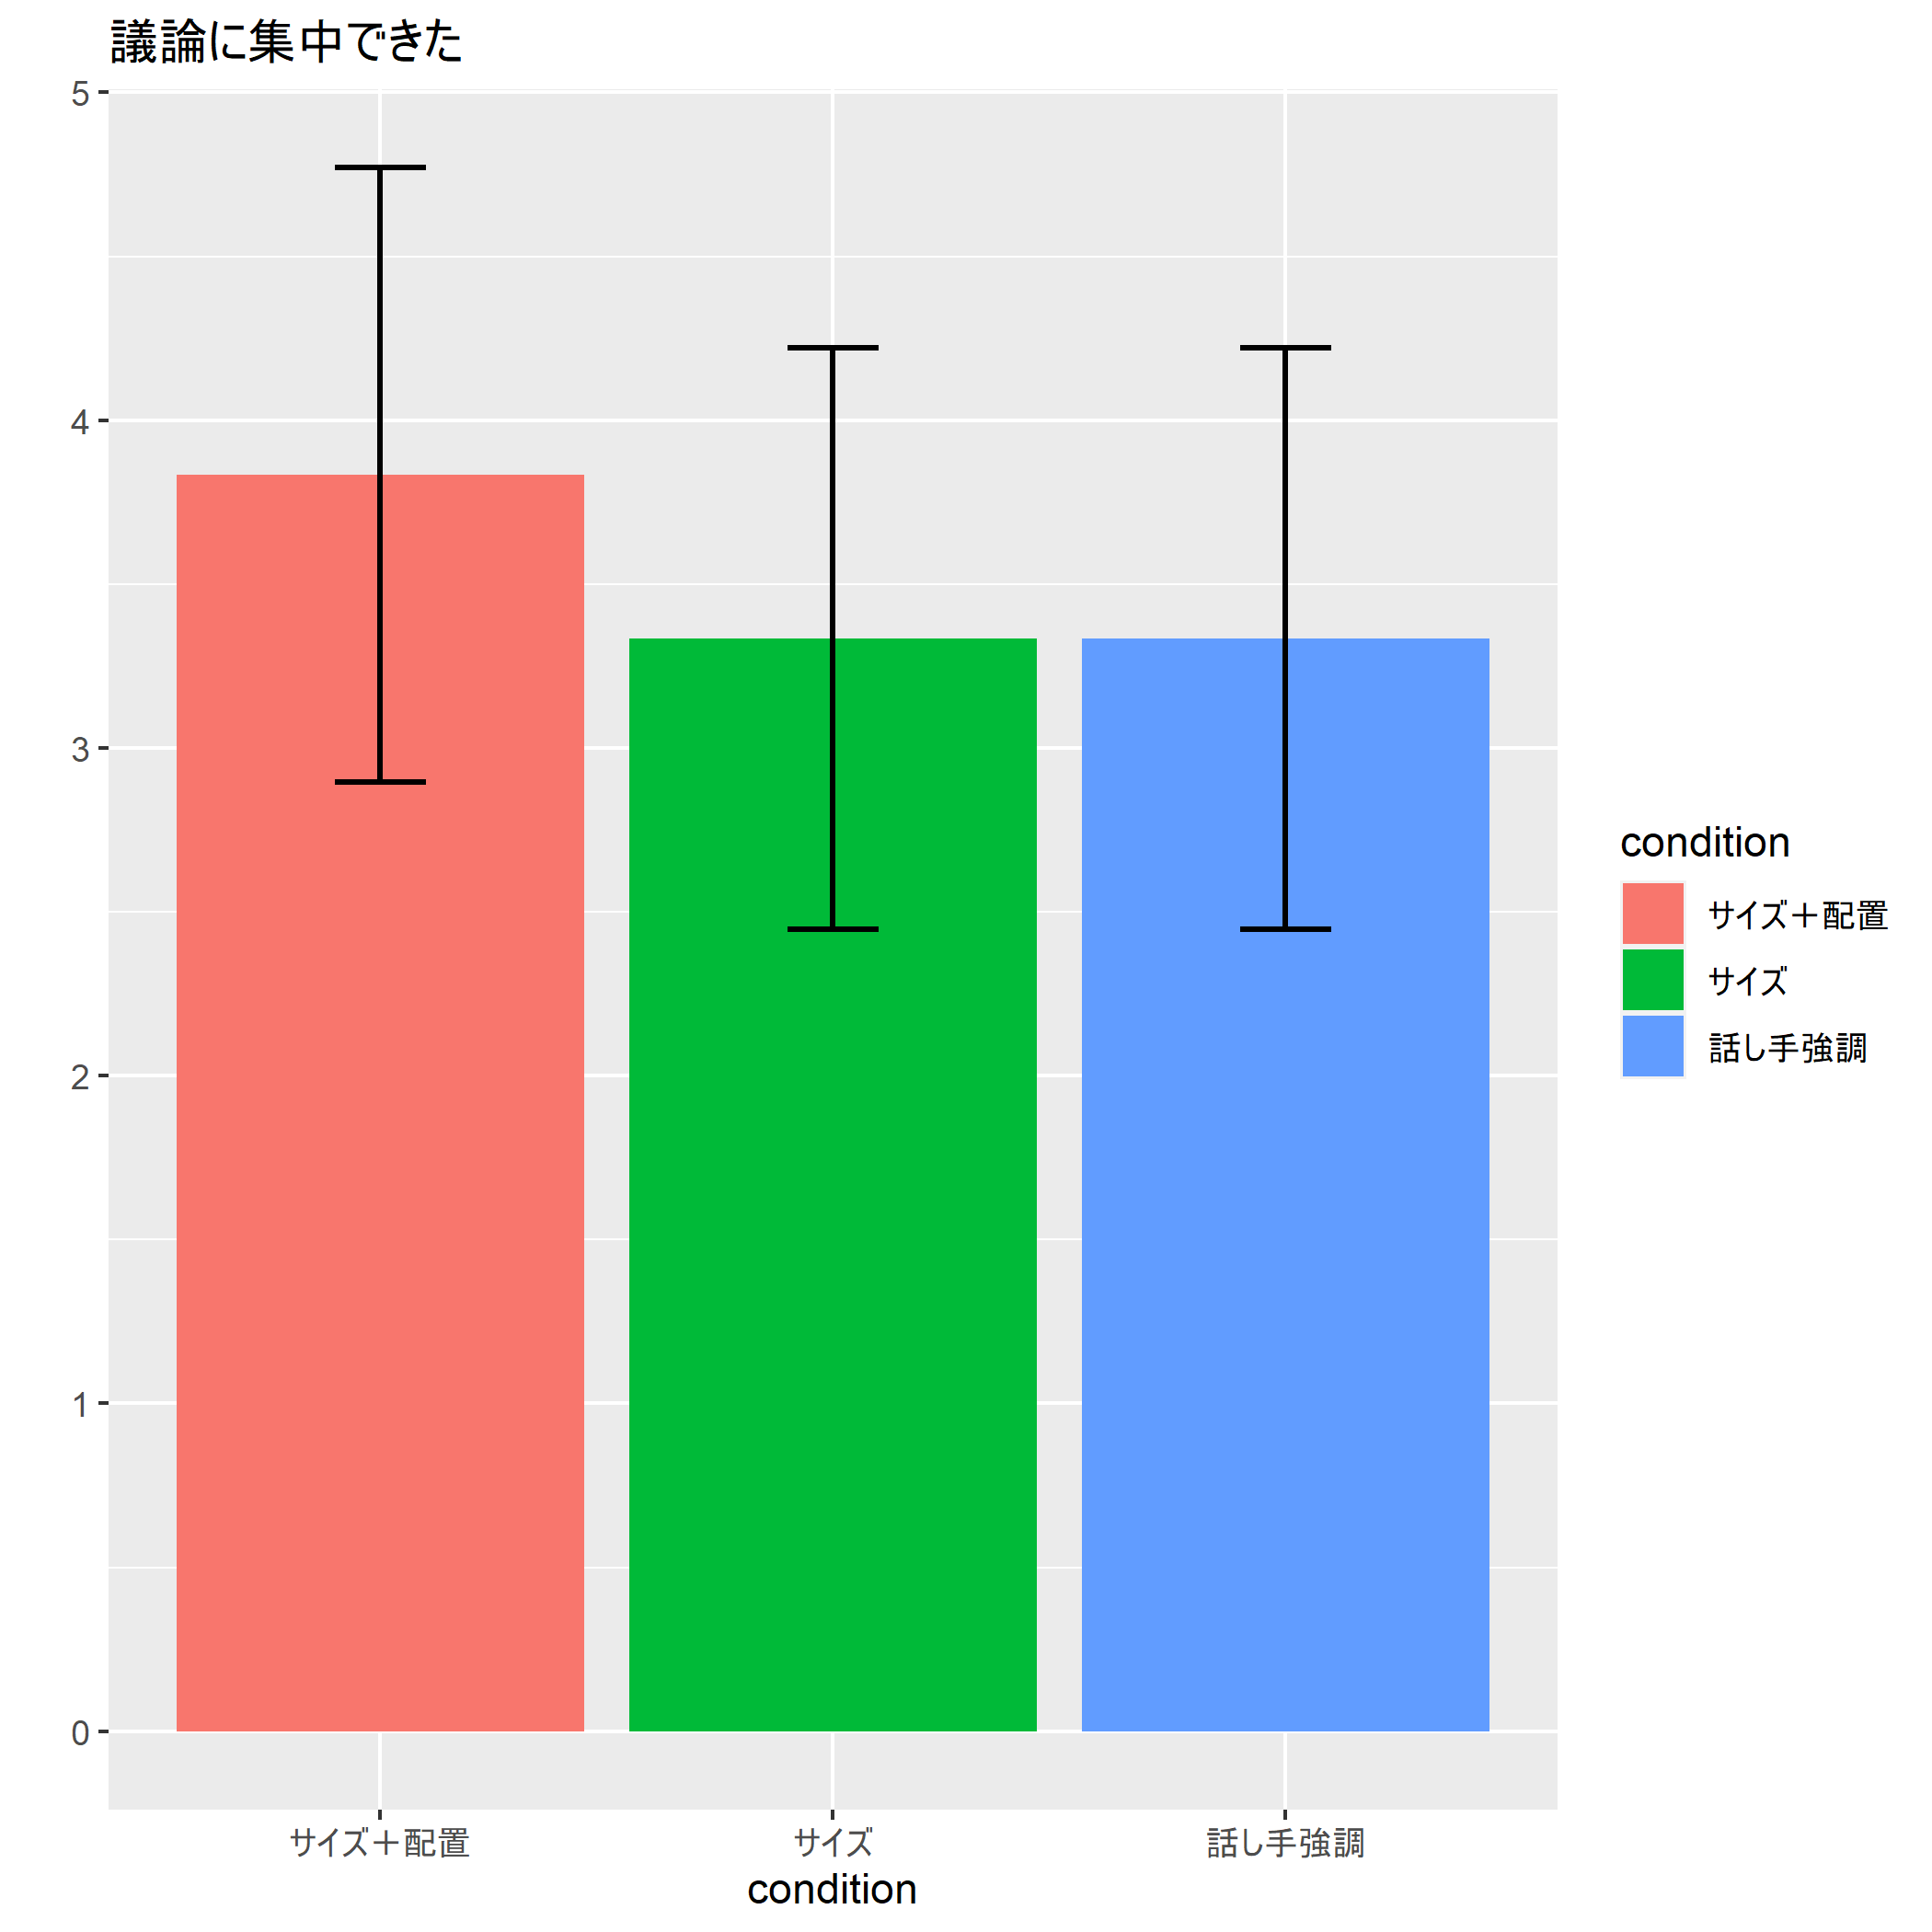 議論に集中できた
5
4
3
2
1
0
サイズ＋配置
サイズ
話し手強調
condition
condition
サイズ＋配置
サイズ
話し手強調